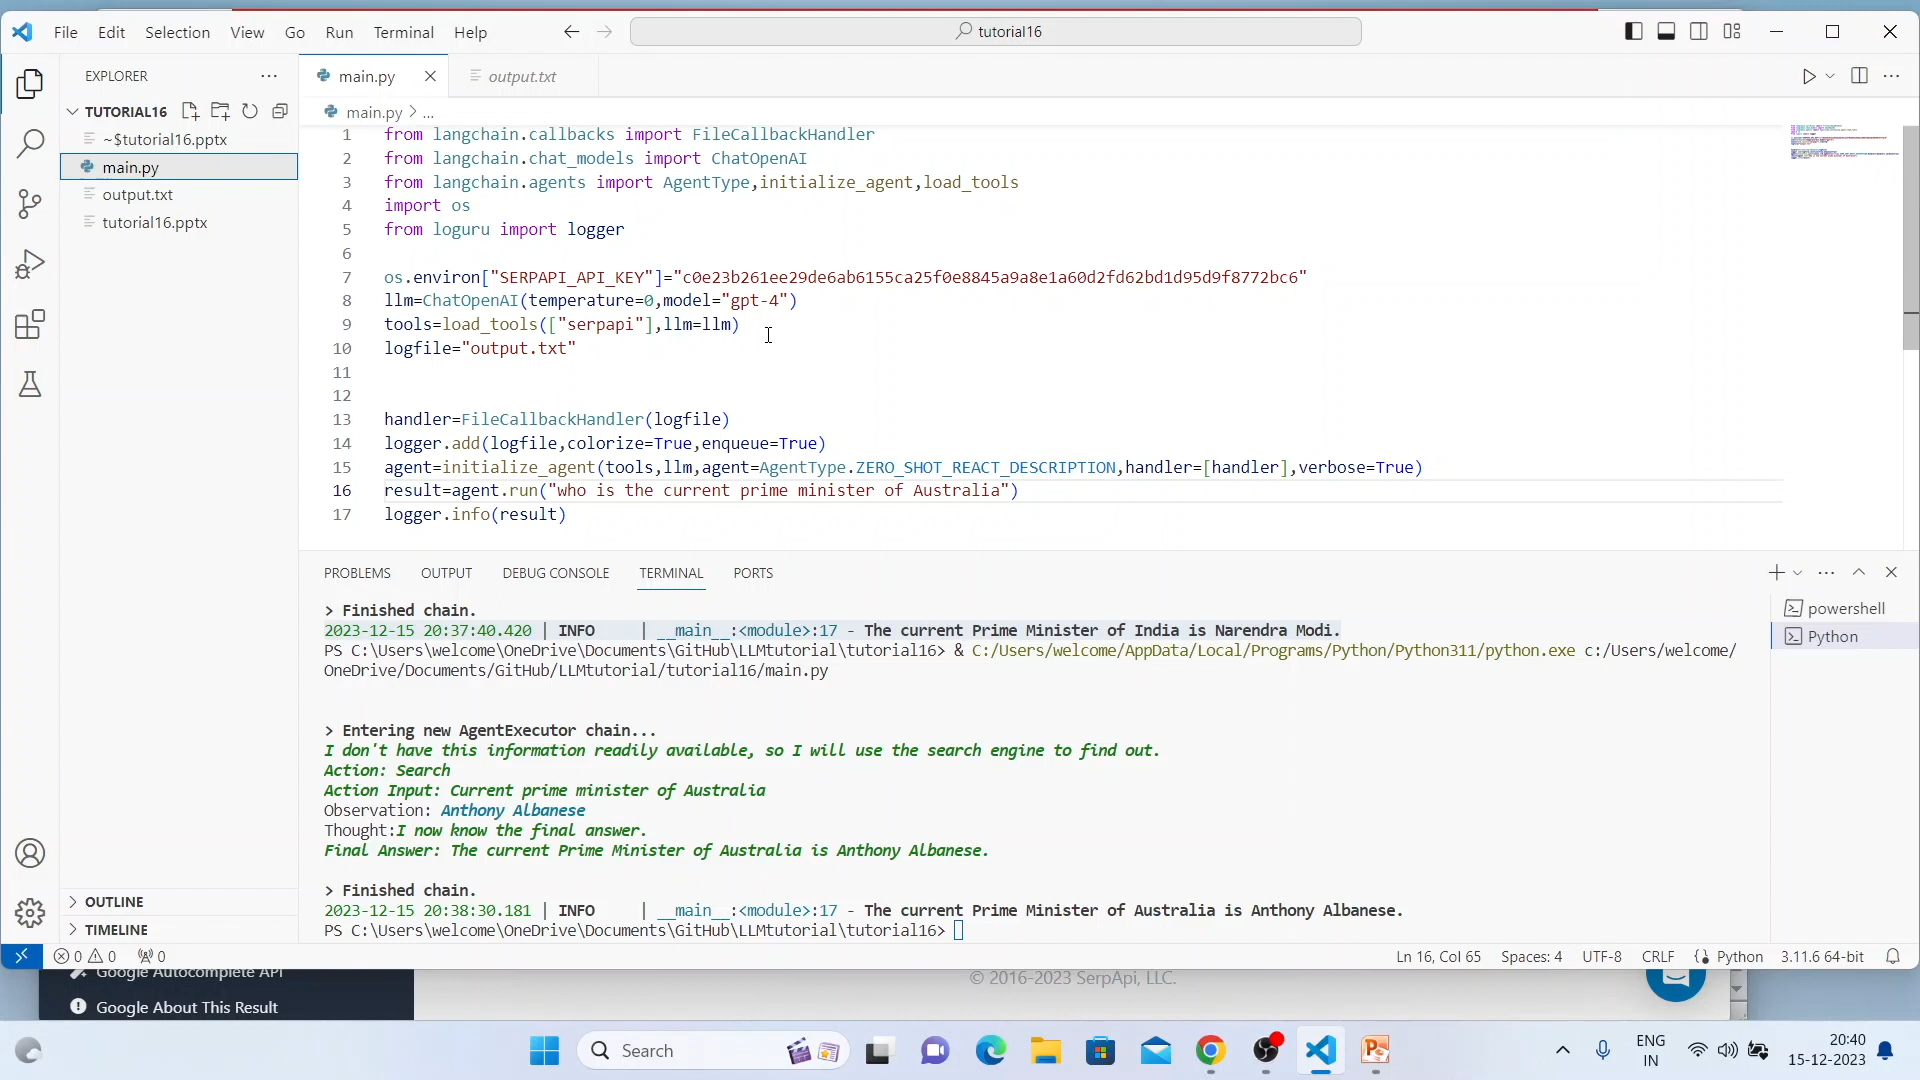 File Edit Selection View Go Run Terminal Help
tutorial16
EXPLORER
main.py
output.txt
TUTORIAL16
main.py > ...
~$tutorial16.pptx
main.py
output.txt
tutorial16.pptx
1 from langchain.callbacks import FileCallbackHandler
2 from langchain.chat_models import ChatOpenAI
3 from langchain.agents import AgentType,initialize_agent,load_tools
4 import os
5 from loguru import logger
6
7 os.environ["SERPAPI_API_KEY"]="c0e23b261ee29de6ab6155ca25f0e8845a9a8e1a60d2fd62bd1d95d9f8772bc6"
8 llm=ChatOpenAI(temperature=0,model="gpt-4")
9 tools=load_tools(["serpapi"],llm=llm)
10 logfile="output.txt"
11
12
13 handler=FileCallbackHandler(logfile)
14 logger.add(logfile,colorize=True,enqueue=True)
15 agent=initialize_agent(tools,llm,agent=AgentType.ZERO_SHOT_REACT_DESCRIPTION,handler=[handler],verbose=True)
16 result=agent.run("who is the current prime minister of Australia")
17 logger.info(result)
PROBLEMS OUTPUT DEBUG CONSOLE TERMINAL PORTS
powershell
Python
> Finished chain.
2023-12-15 20:37:40.420 | INFO | __main__:<module>:17 - The current Prime Minister of India is Narendra Modi.
PS C:\Users\welcome\OneDrive\Documents\GitHub\LLMtutorial\tutorial16> & C:/Users/welcome/AppData/Local/Programs/Python/Python311/python.exe c:/Users/welcome/
OneDrive/Documents/GitHub/LLMtutorial/tutorial16/main.py
> Entering new AgentExecutor chain...
I don't have this information readily available, so I will use the search engine to find out.
Action: Search
Action Input: Current prime minister of Australia
Observation: Anthony Albanese
Thought:I now know the final answer.
Final Answer: The current Prime Minister of Australia is Anthony Albanese.
> Finished chain.
2023-12-15 20:38:30.181 | INFO | __main__:<module>:17 - The current Prime Minister of Australia is Anthony Albanese.
PS C:\Users\welcome\OneDrive\Documents\GitHub\LLMtutorial\tutorial16>
OUTLINE
TIMELINE
0 0 0
Ln 16, Col 65 Spaces: 4 UTF-8 CRLF Python 3.11.6 64-bit
Google Autocomplete API
Google About This Result
© 2016-2023 SerpApi, LLC.
Search
ENG
IN
20:40
15-12-2023